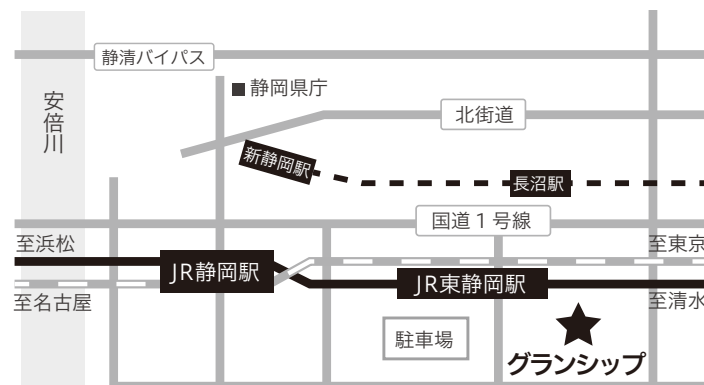 静清バイパス
静岡県庁
安倍川
北街道
新静岡駅
長沼駅
国道1号線
至浜松
至東京
JR静岡駅
JR東静岡駅
至名古屋
至清水
駐車場
グランシップ